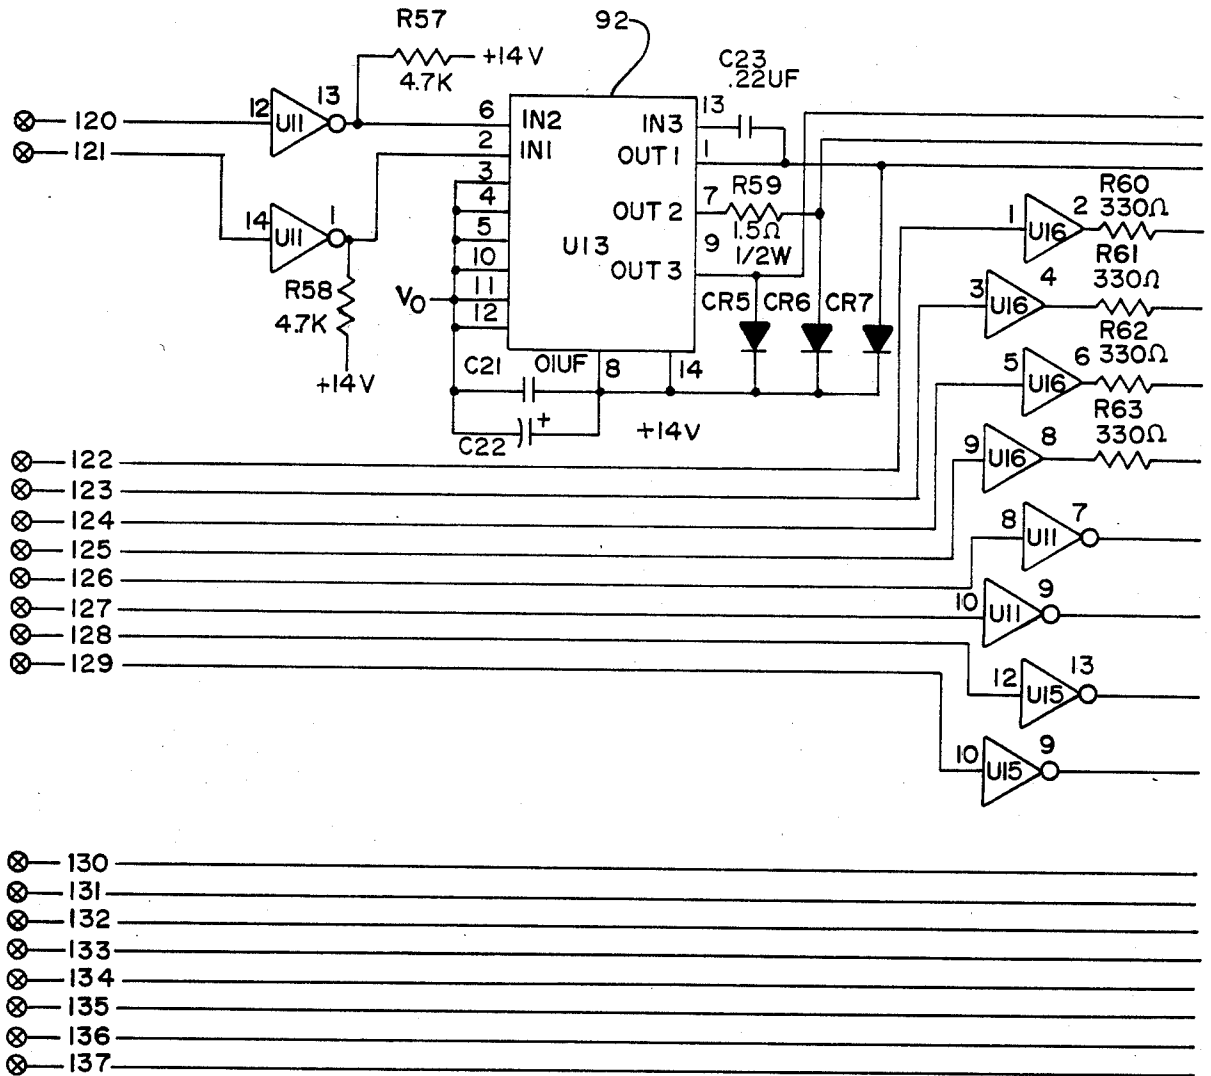 R57
92
+14V
4.7K
C23
.22UF
120
12
U11
13
6
IN2
IN3
13
121
2
IN1
OUT1
1
3
4
OUT 2
7
R59
1.5Ω
1/2W
14
U11
1
5
U13
10
OUT 3
9
R58
4.7K
+14V
V0
11
12
CR5
CR6
CR7
C21
01UF
8
14
C22
+
+14V
1
U16
2
R60
330Ω
3
U16
4
R61
330Ω
5
U16
6
R62
330Ω
9
U16
8
R63
330Ω
122
123
124
125
126
127
128
129
8
U11
7
10
U11
9
12
U15
13
10
U15
9
130
131
132
133
134
135
136
137